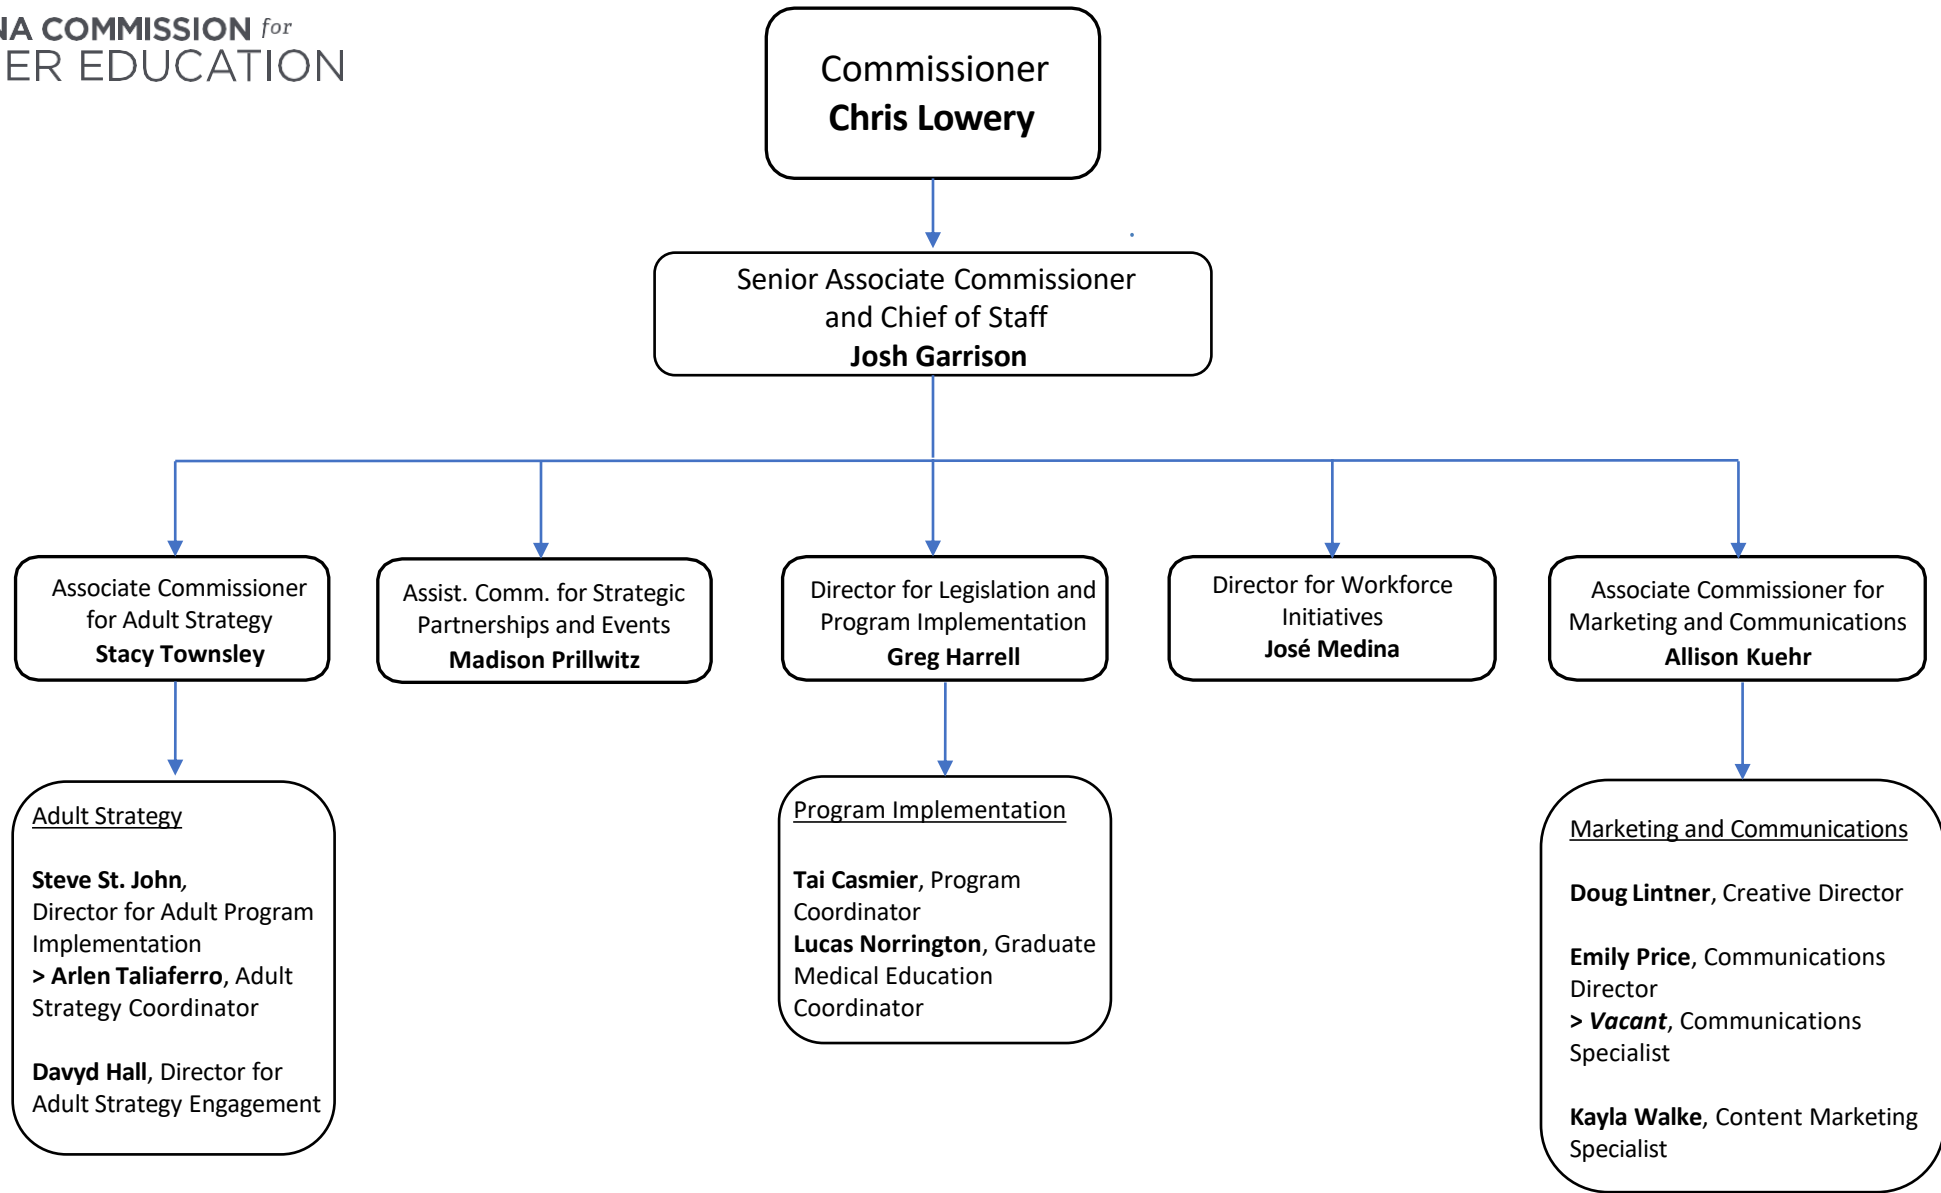 NA COMMISSION for
ER EDUCATION
Commissioner
Chris Lowery
Senior Associate Commissioner
and Chief of Staff
Josh Garrison
Associate Commissioner
for Adult Strategy
Stacy Townsley
Assist. Comm. for Strategic
Partnerships and Events
Madison Prillwitz
Director for Legislation and
Program Implementation
Greg Harrell
Director for Workforce
Initiatives
José Medina
Associate Commissioner for
Marketing and Communications
Allison Kuehr
Adult Strategy
Steve St. John,
Director for Adult Program
Implementation
> Arlen Taliaferro, Adult
Strategy Coordinator
Davyd Hall, Director for
Adult Strategy Engagement
Program Implementation
Tai Casmier, Program
Coordinator
Lucas Norrington, Graduate
Medical Education
Coordinator
Marketing and Communications
Doug Lintner, Creative Director
Emily Price, Communications
Director
> Vacant, Communications
Specialist
Kayla Walke, Content Marketing
Specialist